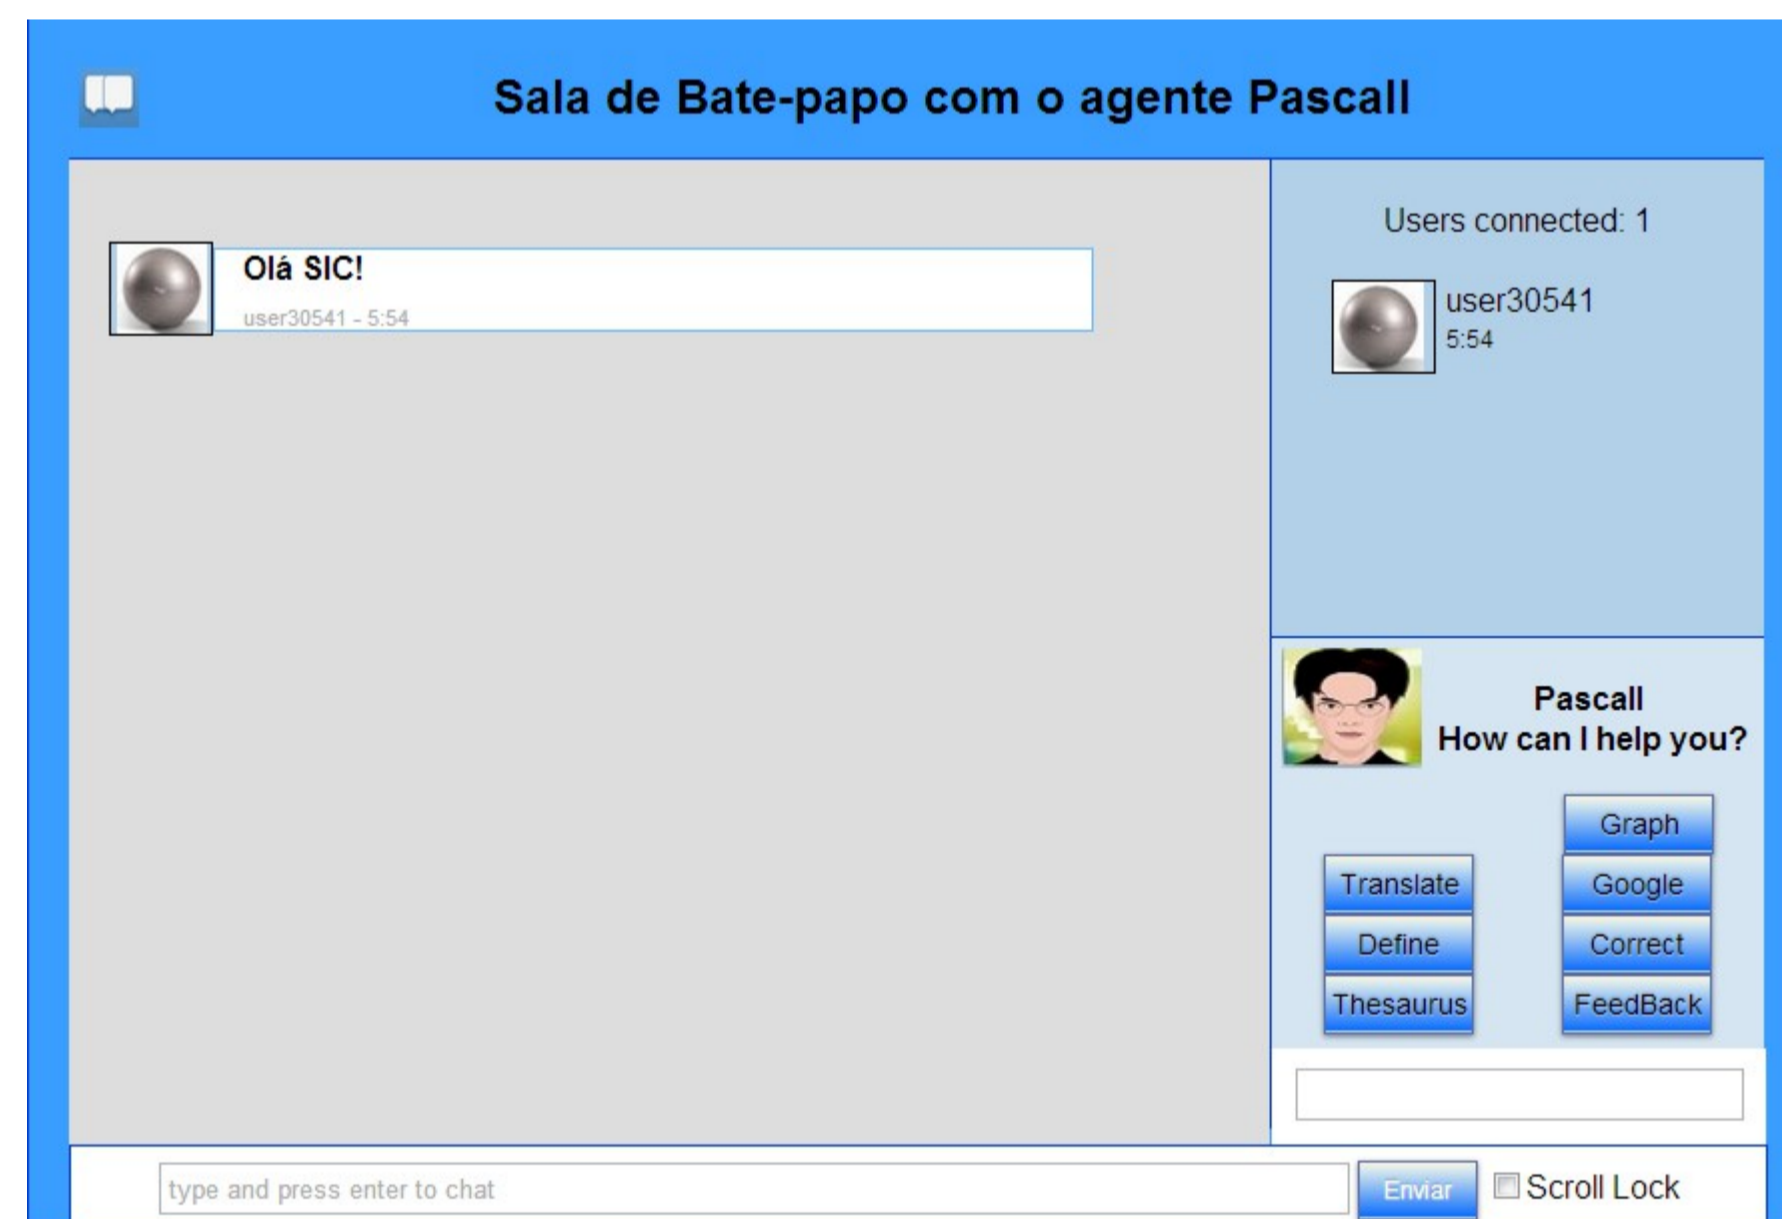 Sala de Bate-papo com o agente Pascall
Olá SIC!
user30541 - 5:54
Users connected: 1
user30541
5:54
Pascall
How can I help you?
Graph
Translate
Google
Define
Correct
Thesaurus
FeedBack
type and press enter to chat
Enviar
Scroll Lock